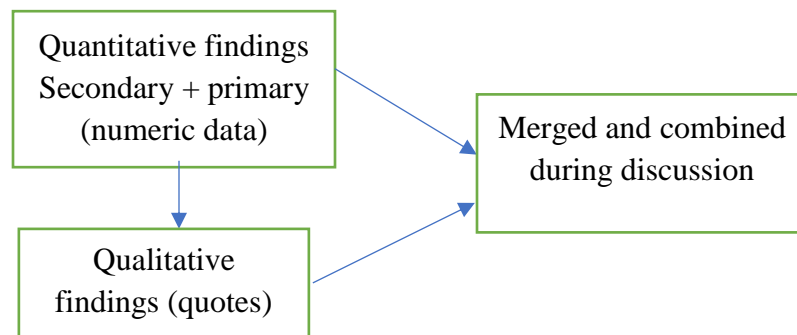 Quantitative findings
Secondary + primary
(numeric data)
Merged and combined
during discussion
Qualitative
findings (quotes)